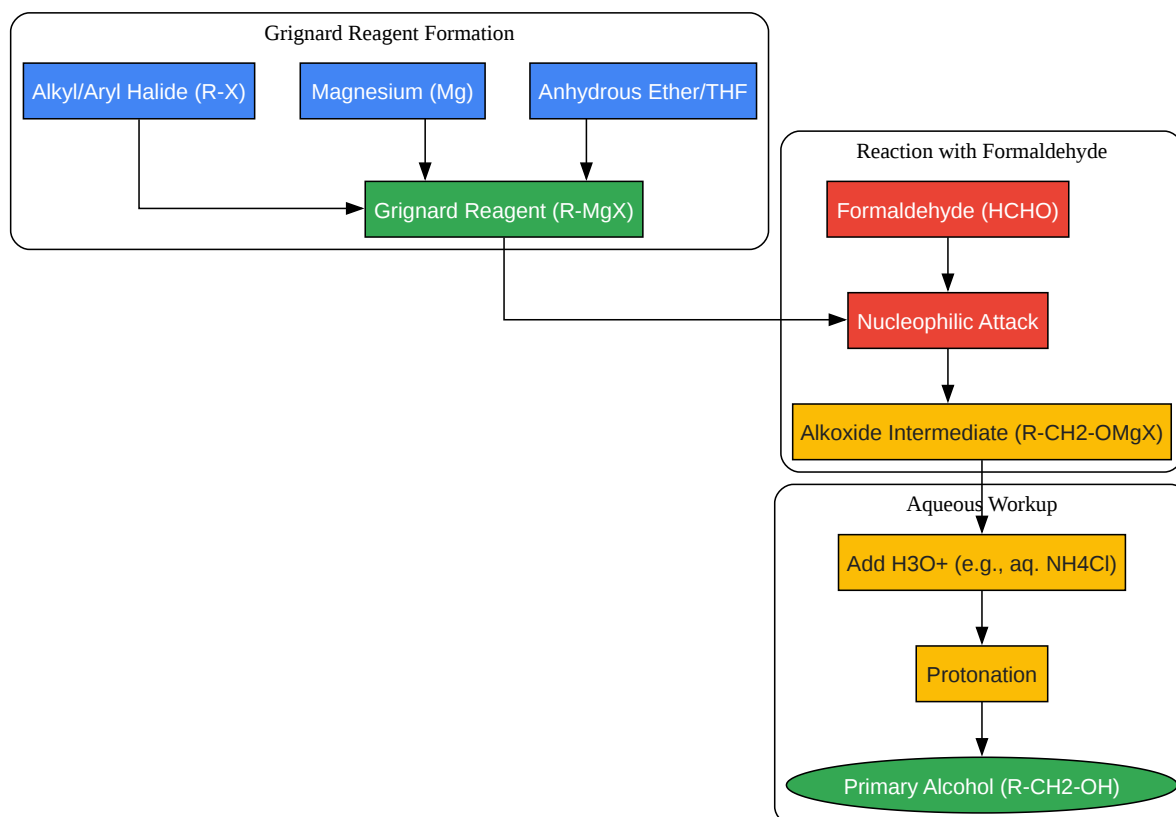 Grignard Reagent Formation
Alkyl/Aryl Halide (R-X)
Magnesium (Mg)
Anhydrous Ether/THF
Grignard Reagent (R-MgX)
Reaction with Formaldehyde
Formaldehyde (HCHO)
Nucleophilic Attack
Alkoxide Intermediate (R-CH2-OMgX)
Aqueous Workup
Add H3O+ (e.g., aq. NH4Cl)
Protonation
Primary Alcohol (R-CH2-OH)